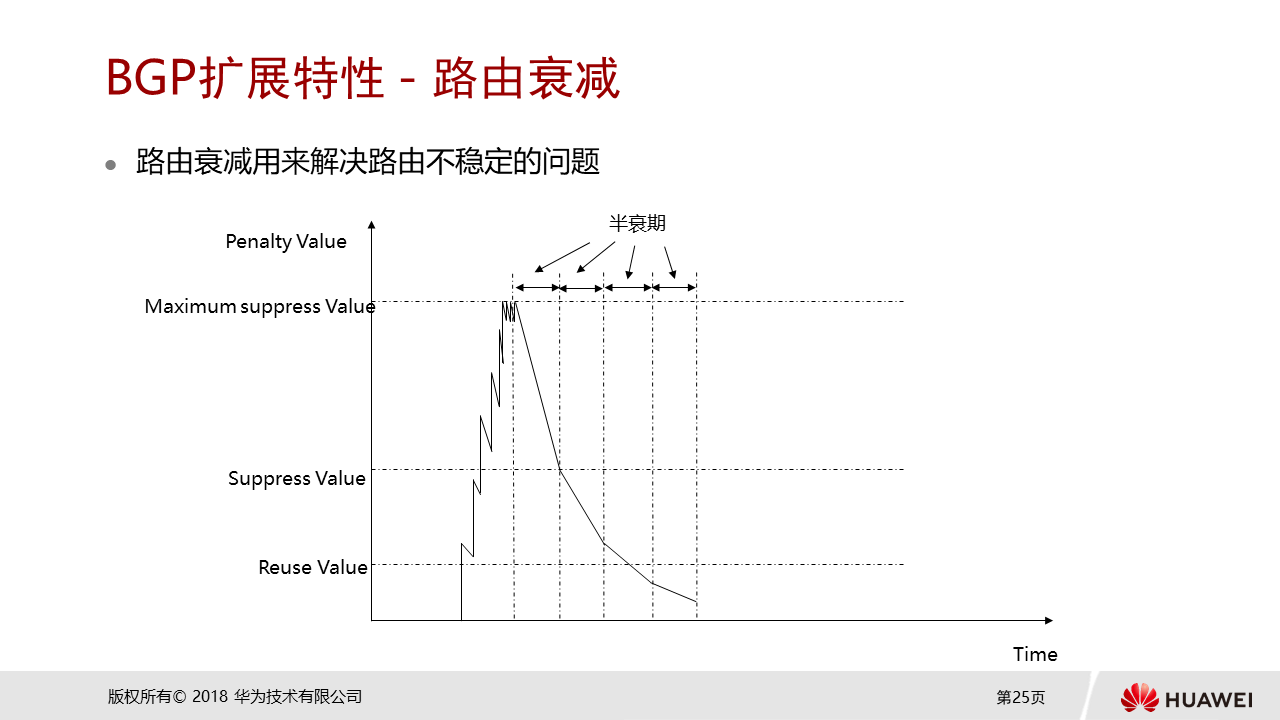 BGP扩展特性 - 路由衰减
路由衰减用来解决路由不稳定的问题
半衰期
Penalty Value
Maximum suppress Value
Suppress Value
Reuse Value
Time
版权所有© 2018 华为技术有限公司
第25页
HUAWEI